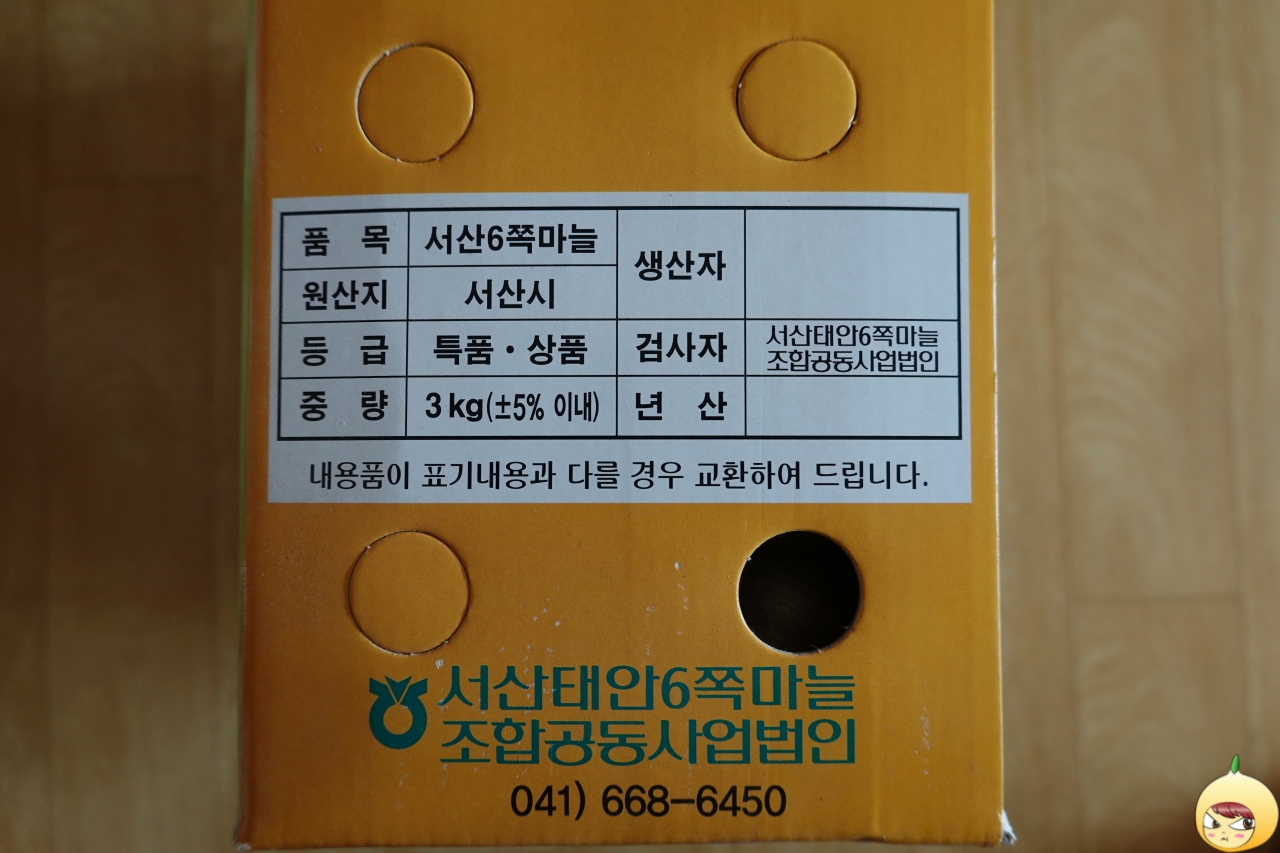 품 목 서산6쪽마늘 생산자
원산지 서산시
등 급 특품·상품 검사자 서산태안6쪽마늘
조합공동사업법인
중 량 3kg(±5% 이내) 년 산
내용품이 표기내용과 다를 경우 교환하여 드립니다.
서산태안6쪽마늘
조합공동사업법인
041) 668-6450